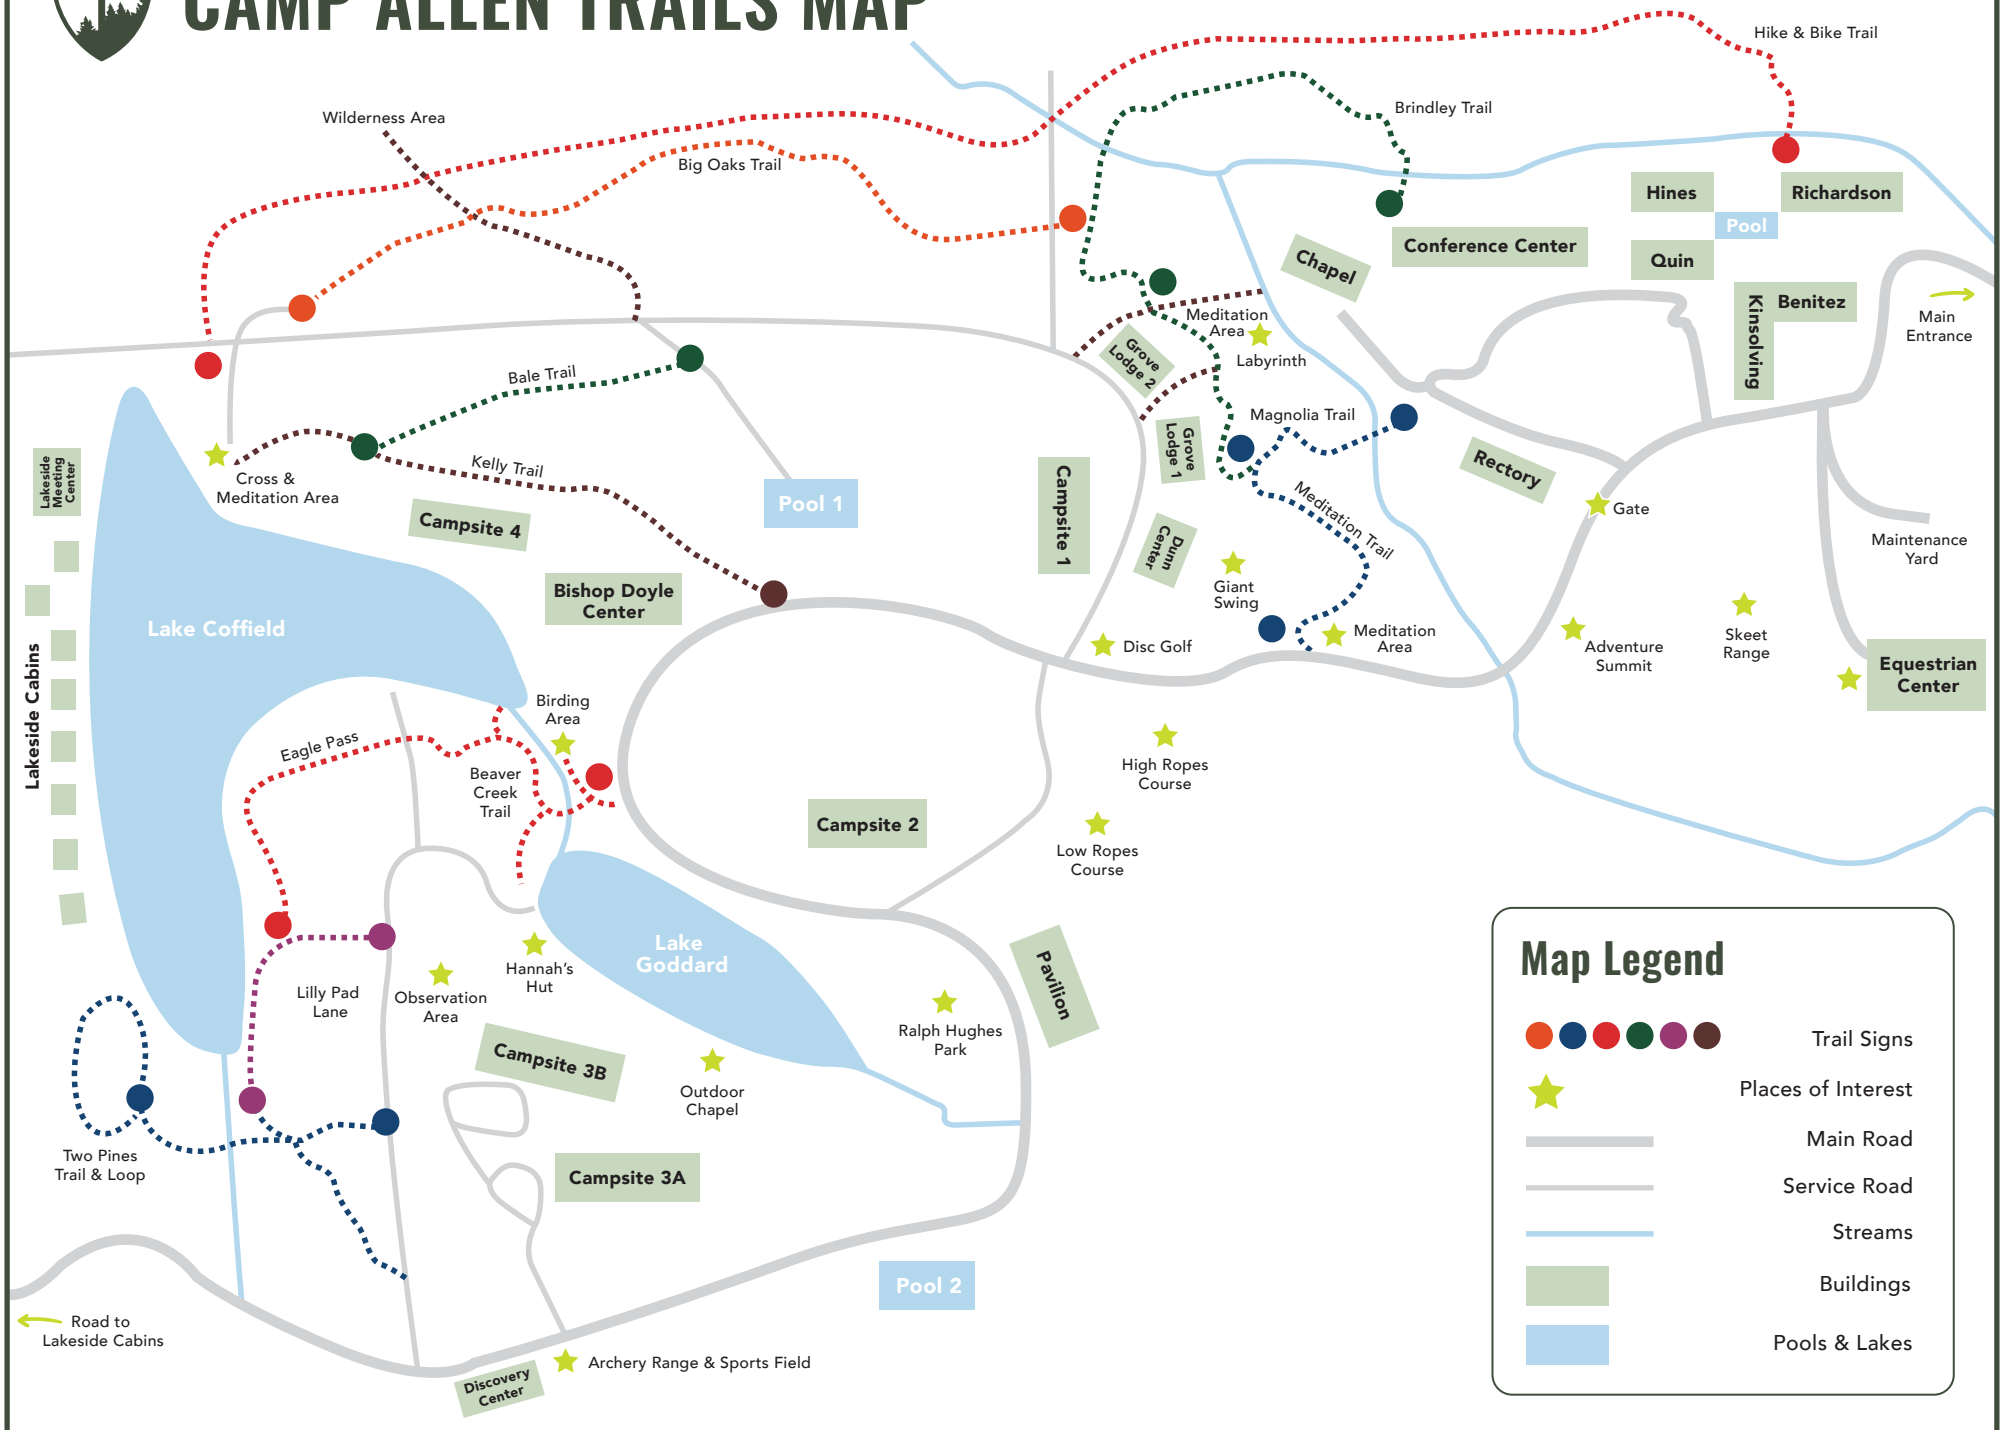 CAMP ALLEN TRAILS MAP
Hike & Bike Trail
Wilderness Area
Brindley Trail
Big Oaks Trail
Hines
Richardson
Pool
Conference Center
Quin
Chapel
Kinsolving
Benitez
Main
Entrance
Meditation
Area
Labyrinth
Grove
Lodge 2
Bale Trail
Magnolia Trail
Grove
Lodge 1
Lakeside
Meeting
Center
Cross &
Meditation Area
Kelly Trail
Campsite 4
Pool 1
Campsite 1
Rectory
Gate
Meditation Trail
Dunn
Center
Maintenance
Yard
Giant
Swing
Bishop Doyle
Center
Lake Coffield
Disc Golf
Meditation
Area
Adventure
Summit
Skeet
Range
Equestrian
Center
Lakeside Cabins
Birding
Area
Eagle Pass
Beaver
Creek
Trail
High Ropes
Course
Campsite 2
Low Ropes
Course
Lake
Goddard
Hannah's
Hut
Lilly Pad
Lane
Observation
Area
Pavilion
Ralph Hughes
Park
Campsite 3B
Outdoor
Chapel
Two Pines
Trail & Loop
Campsite 3A
Pool 2
Road to
Lakeside Cabins
Discovery
Center
Archery Range & Sports Field
Map Legend
Trail Signs
Places of Interest
Main Road
Service Road
Streams
Buildings
Pools & Lakes